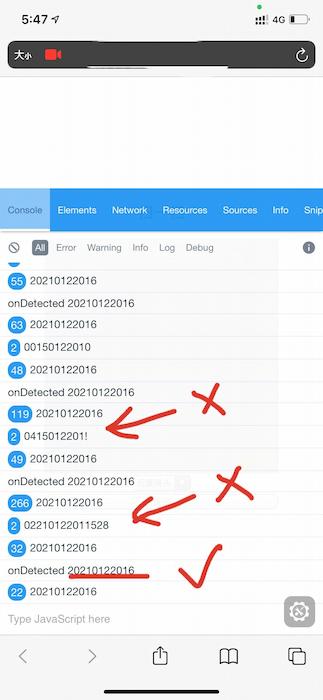 5:47
4G
大小
Console Elements Network Resources Sources Info Snip
All Error Warning Info Log Debug
55 20210122016
onDetected 20210122016
63 20210122016
2 00150122010
48 20210122016
onDetected 20210122016
119 20210122016
2 0415012201!
49 20210122016
onDetected 20210122016
266 20210122016
2 02210122011528
32 20210122016
onDetected 20210122016
22 20210122016
Type JavaScript here